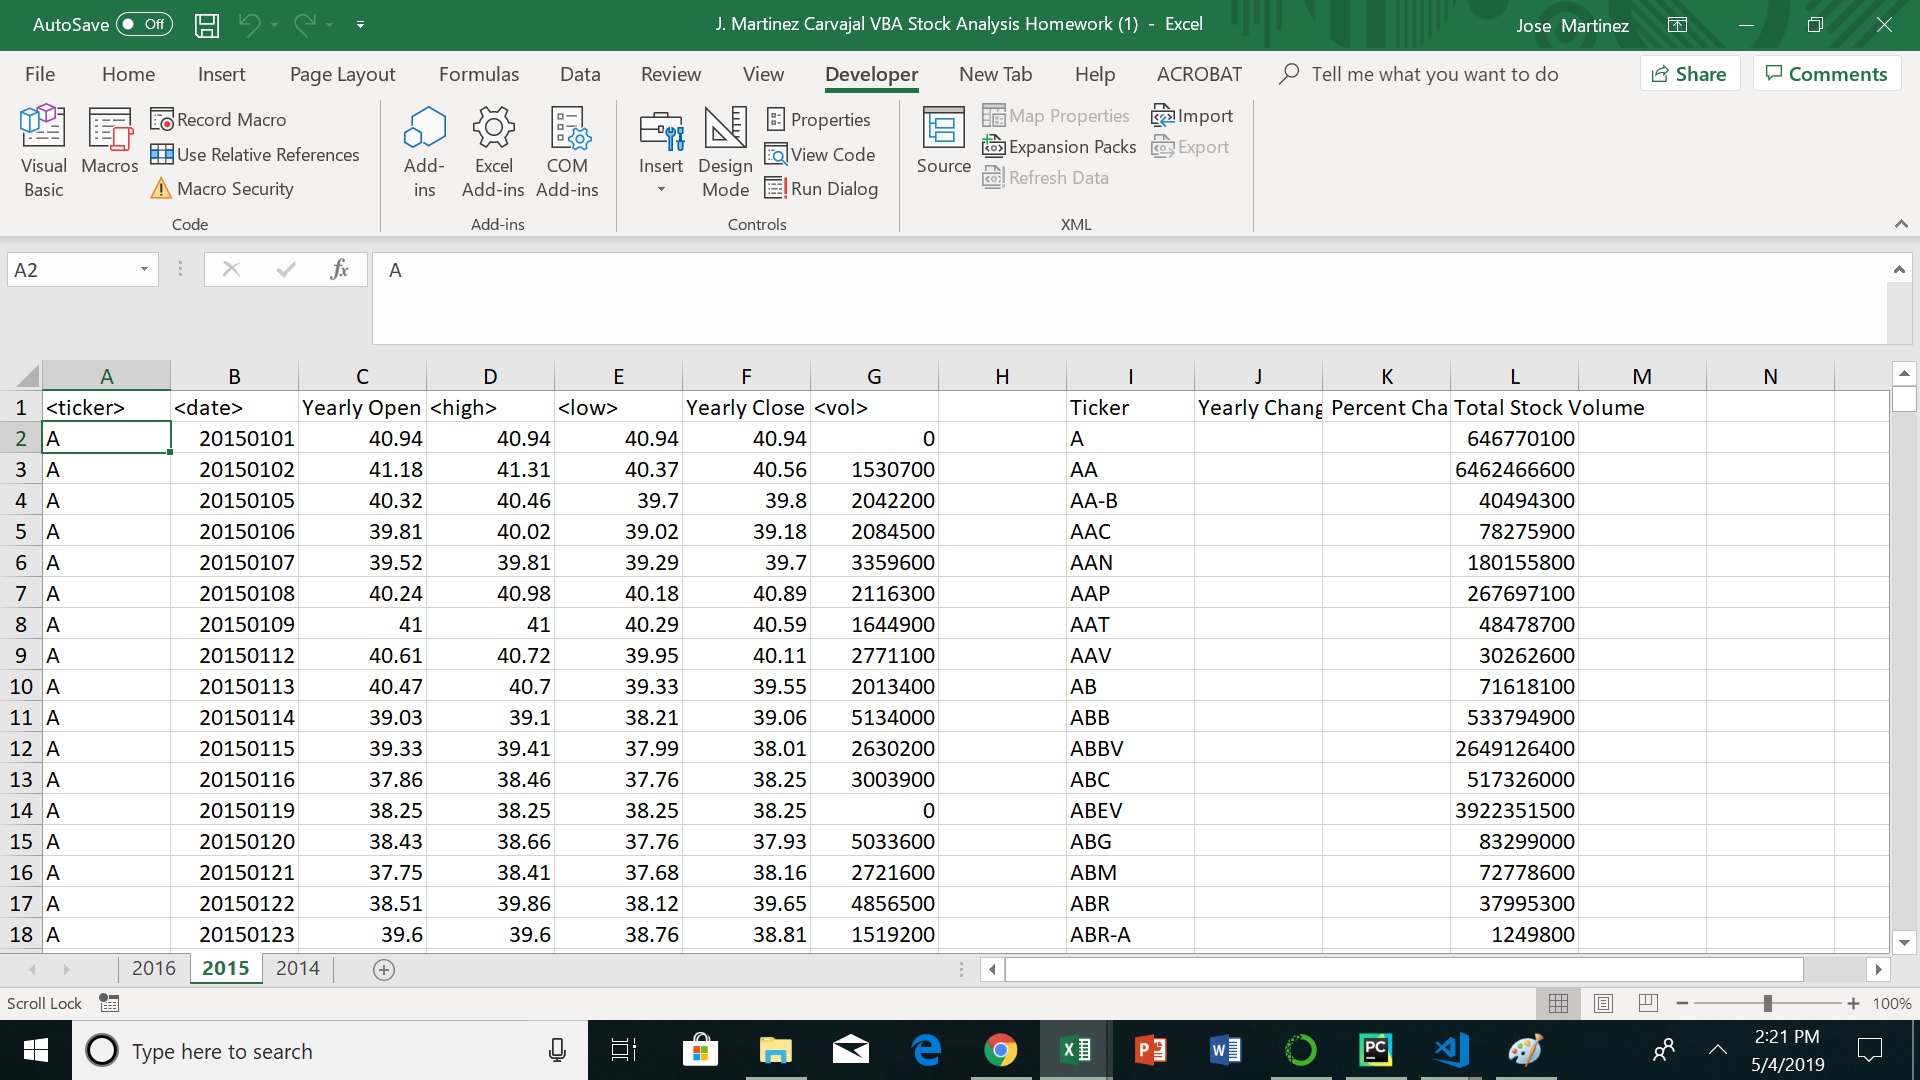 AutoSave Off J. Martinez Carvajal VBA Stock Analysis Homework (1) - Excel Jose Martinez
File Home Insert Page Layout Formulas Data Review View Developer New Tab Help ACROBAT Tell me what you want to do Share Comments
Visual Basic
Macros
Record Macro
Use Relative References
Macro Security
Code
Add-ins
Excel Add-ins
COM Add-ins
Add-ins
Insert
Design Mode
Properties
View Code
Run Dialog
Controls
Source
Map Properties
Expansion Packs
Refresh Data
Import
Export
XML
A2 fx A
A B C D E F G H I J K L M N
1 <ticker> <date> Yearly Open <high> <low> Yearly Close <vol> Ticker Yearly Chang Percent Cha Total Stock Volume
2 A 20150101 40.94 40.94 40.94 40.94 0 A 646770100
3 A 20150102 41.18 41.31 40.37 40.56 1530700 AA 6462466600
4 A 20150105 40.32 40.46 39.7 39.8 2042200 AA-B 40494300
5 A 20150106 39.81 40.02 39.02 39.18 2084500 AAC 78275900
6 A 20150107 39.52 39.81 39.29 39.7 3359600 AAN 180155800
7 A 20150108 40.24 40.98 40.18 40.89 2116300 AAP 267697100
8 A 20150109 41 41 40.29 40.59 1644900 AAT 48478700
9 A 20150112 40.61 40.72 39.95 40.11 2771100 AAV 30262600
10 A 20150113 40.47 40.7 39.33 39.55 2013400 AB 71618100
11 A 20150114 39.03 39.1 38.21 39.06 5134000 ABB 533794900
12 A 20150115 39.33 39.41 37.99 38.01 2630200 ABBV 2649126400
13 A 20150116 37.86 38.46 37.76 38.25 3003900 ABC 517326000
14 A 20150119 38.25 38.25 38.25 38.25 0 ABEV 3922351500
15 A 20150120 38.43 38.66 37.76 37.93 5033600 ABG 83299000
16 A 20150121 37.75 38.41 37.68 38.16 2721600 ABM 72778600
17 A 20150122 38.51 39.86 38.12 39.65 4856500 ABR 37995300
18 A 20150123 39.6 39.6 38.76 38.81 1519200 ABR-A 1249800
2016 2015 2014
Scroll Lock 100%
Type here to search
2:21 PM
5/4/2019